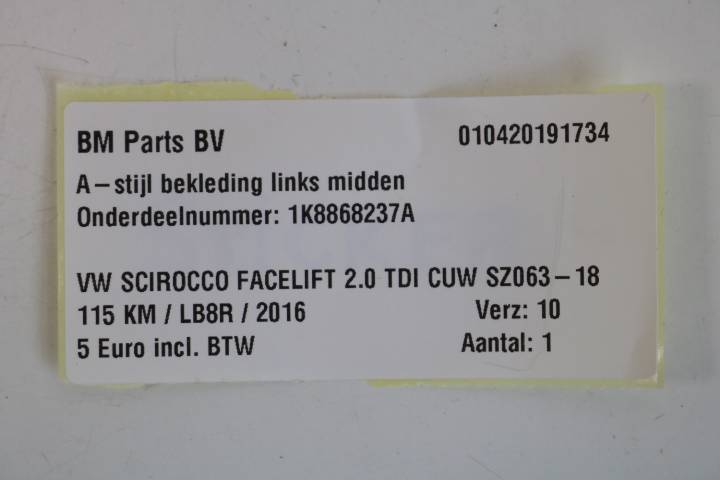 BM Parts BV 010420191734
A-stijl bekleding links midden
Onderdeelnummer: 1K8868237A
VW SCIROCCO FACELIFT 2.0 TDI CUW SZ063-18
115 KM / LB8R / 2016 Verz: 10
5 Euro incl. BTW Aantal: 1